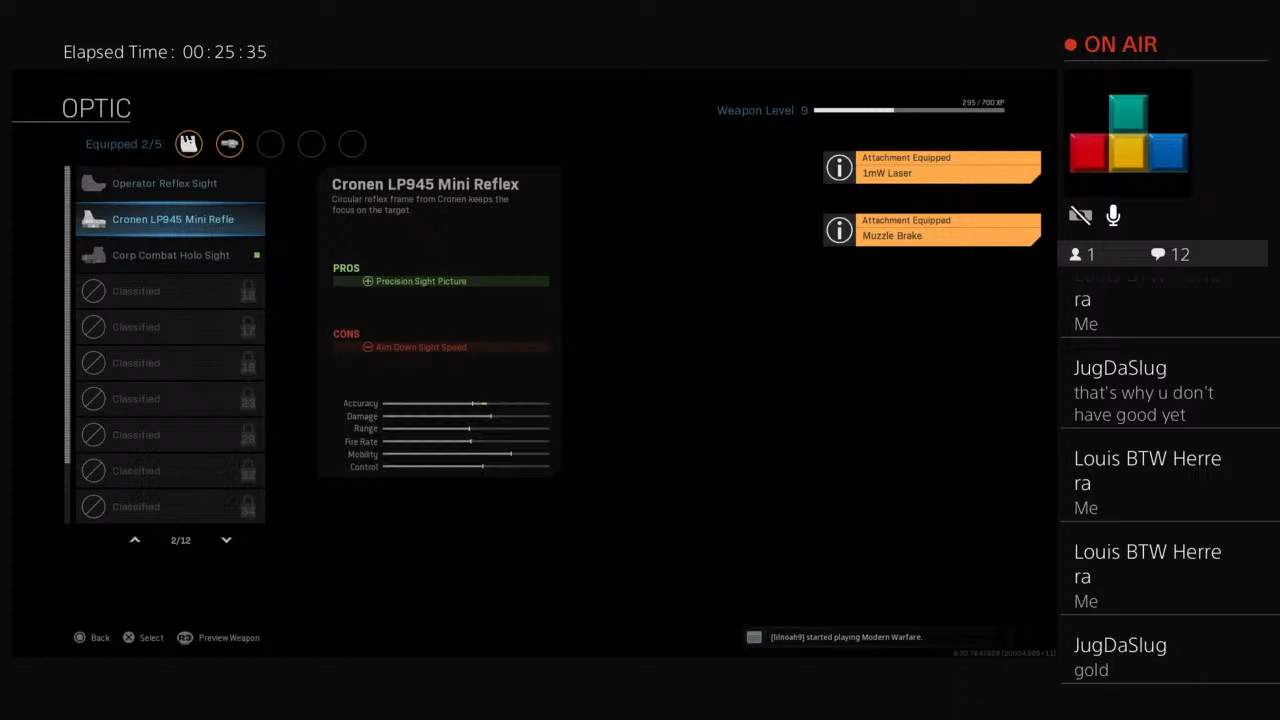 Elapsed Time: 00:25:35
ON AIR
OPTIC
Equipped 2/5:
Weapon Level: 9
295 / 700 XP
Attachment Equipped
1mW Laser
Attachment Equipped
Muzzle Brake
Operator Reflex Sight
Cronen LP945 Mini Refle
Corp Combat Holo Sight
Classified
Classified
17
Classified
Classified
23
Classified
Classified
Classified
2/12
Cronen LP945 Mini Reflex
Circular reflex frame from Cronen keeps the
focus on the target.
PROS
Precision Sight Picture
CONS
Aim Down Sight Speed
Accuracy
Damage
Range
Fire Rate
Mobility
Control
Back
Select
R3 Preview Weapon
[lilnoah9] started playing Modern Warfare.
1
12
ra
Me
JugDaSlug
that's why u don't
have good yet
Louis BTW Herre
ra
Me
Louis BTW Herre
ra
Me
JugDaSlug
gold